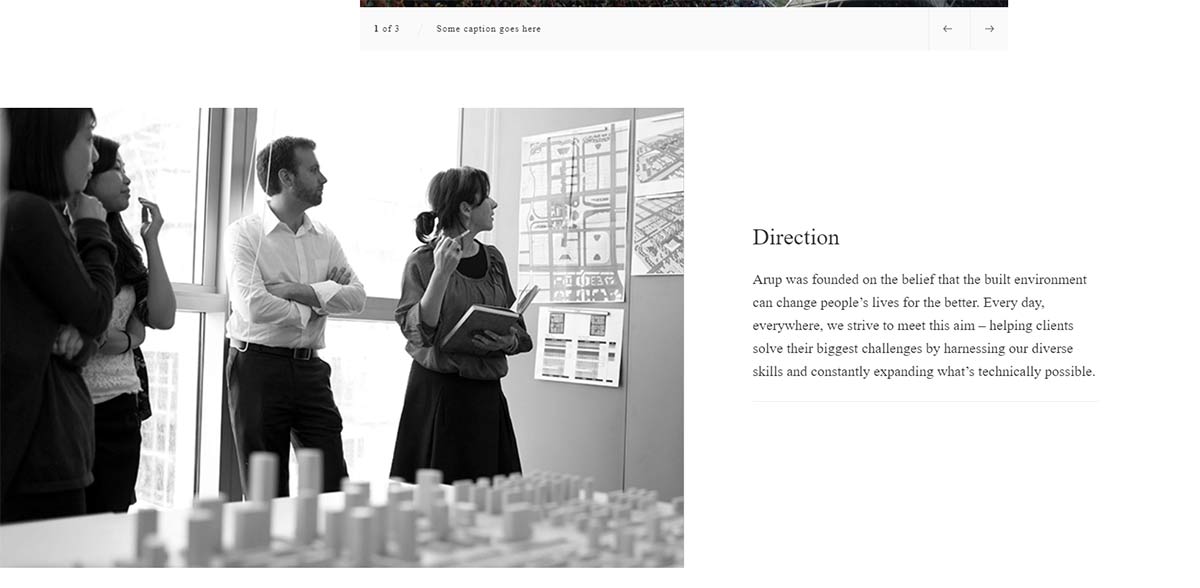 1 of 3 / Some caption goes here
Direction
Arup was founded on the belief that the built environment
can change people’s lives for the better. Every day,
everywhere, we strive to meet this aim – helping clients
solve their biggest challenges by harnessing our diverse
skills and constantly expanding what’s technically possible.